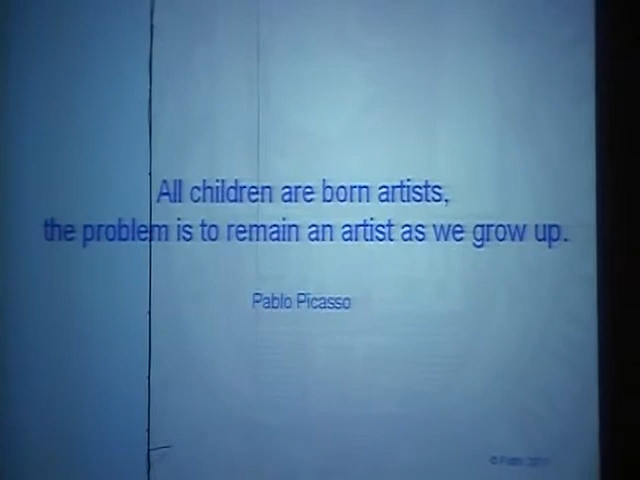 All children are born artists,
the problem is to remain an artist as we grow up.
Pablo Picasso